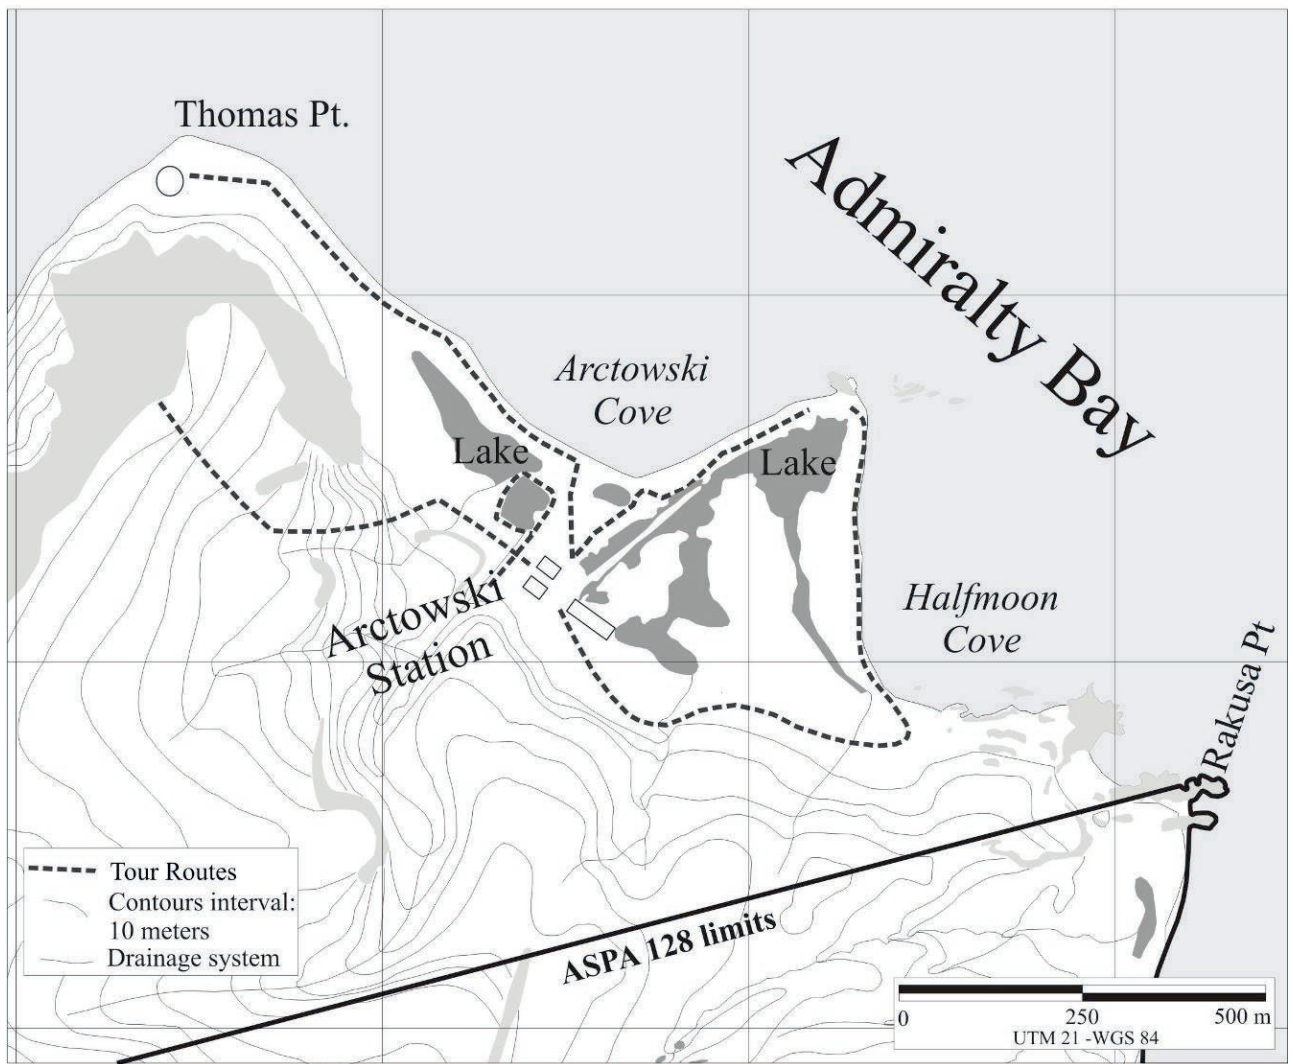 Thomas Pt.
Admiralty Bay
Arctowski
Cove
Lake
Lake
Arctowski
Station
Halfmoon
Cove
Rakusa Pt
ASPA 128 limits
Tour Routes
Contours interval:
10 meters
Drainage system
0 250 500 m
UTM 21 -WGS 84